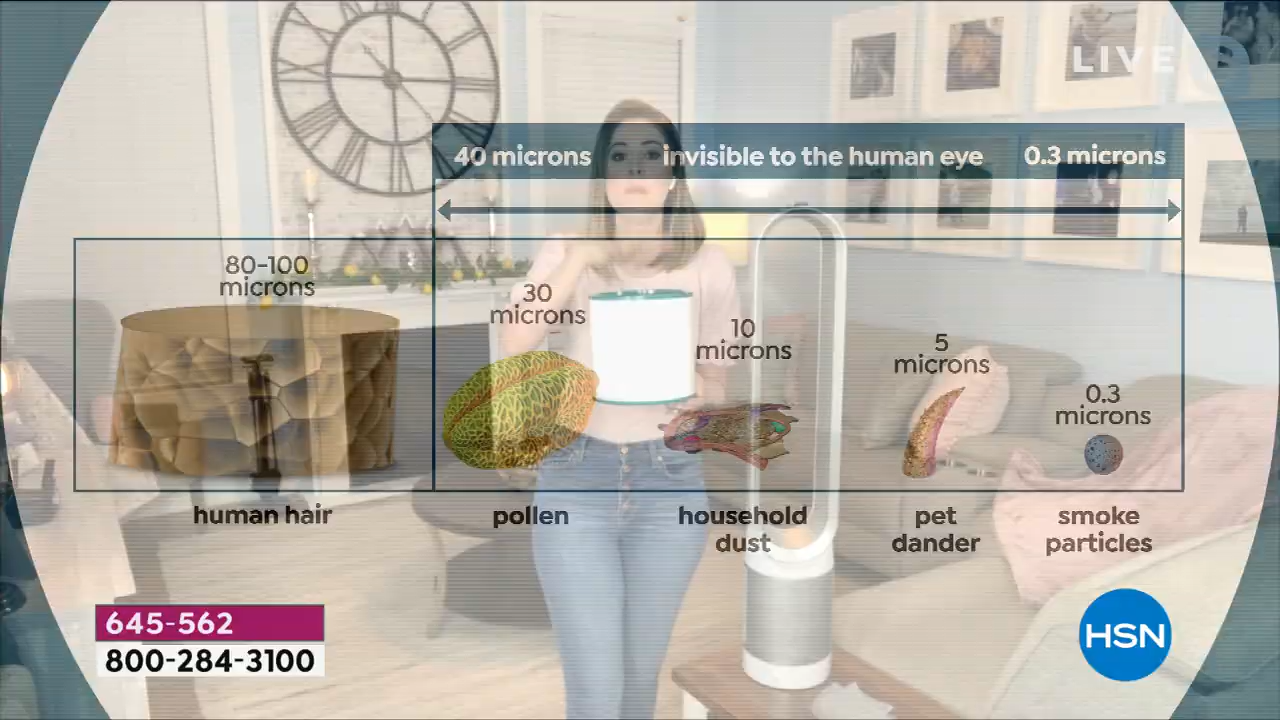 LIVE
40 microns invisible to the human eye 0.3 microns
80-100
microns
30
microns
10
microns
5
microns
0.3
microns
human hair
pollen
household
dust
pet
dander
smoke
particles
645-562
800-284-3100
HSN